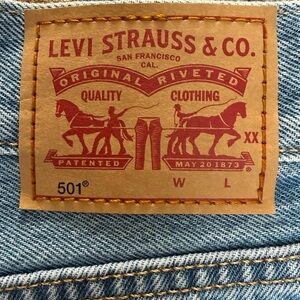 LEVI STRAUSS & CO.
SAN FRANCISCO
CAL.
ORIGINAL RIVETED
QUALITY CLOTHING
XX
PATENTED MAY 20 1873
501® W L